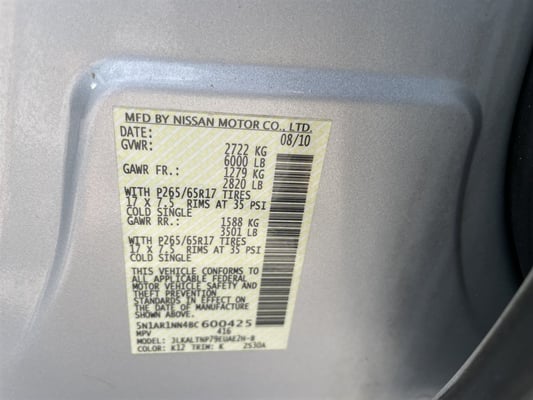 MFD BY NISSAN MOTOR CO., LTD.
DATE: 08/10
GVWR: 2722 KG
6000 LB
GAWR FR.: 1279 KG
2820 LB
WITH P265/65R17 TIRES
17 X 7.5 RIMS AT 35 PSI
COLD SINGLE
GAWR RR.: 1588 KG
3501 LB
WITH P265/65R17 TIRES
17 X 7.5 RIMS AT 35 PSI
COLD SINGLE
THIS VEHICLE CONFORMS TO
ALL APPLICABLE FEDERAL
MOTOR VEHICLE SAFETY AND
THEFT PREVENTION
STANDARDS IN EFFECT ON
THE DATE OF MANUFACTURE
SHOWN ABOVE.
5N1AR1NN4BC600425
MPV 416
MODEL: JLKALTNP79EUAEZH-B
COLOR: K12 TRIM: K Z530A